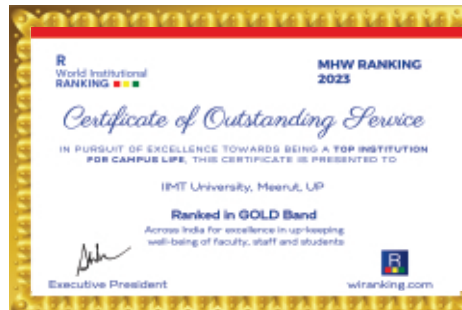 R
World Institutional
RANKING
MHW RANKING
2023
Certificate of Outstanding Service
IN PURSUIT OF EXCELLENCE TOWARDS BEING A TOP INSTITUTION
FOR CAMPUS LIFE, THIS CERTIFICATE IS PRESENTED TO
IIMT University, Meerut, UP
Ranked in GOLD Band
Across India for excellence in up-keeping
well-being of faculty, staff and students
Executive President
R
wiranking.com